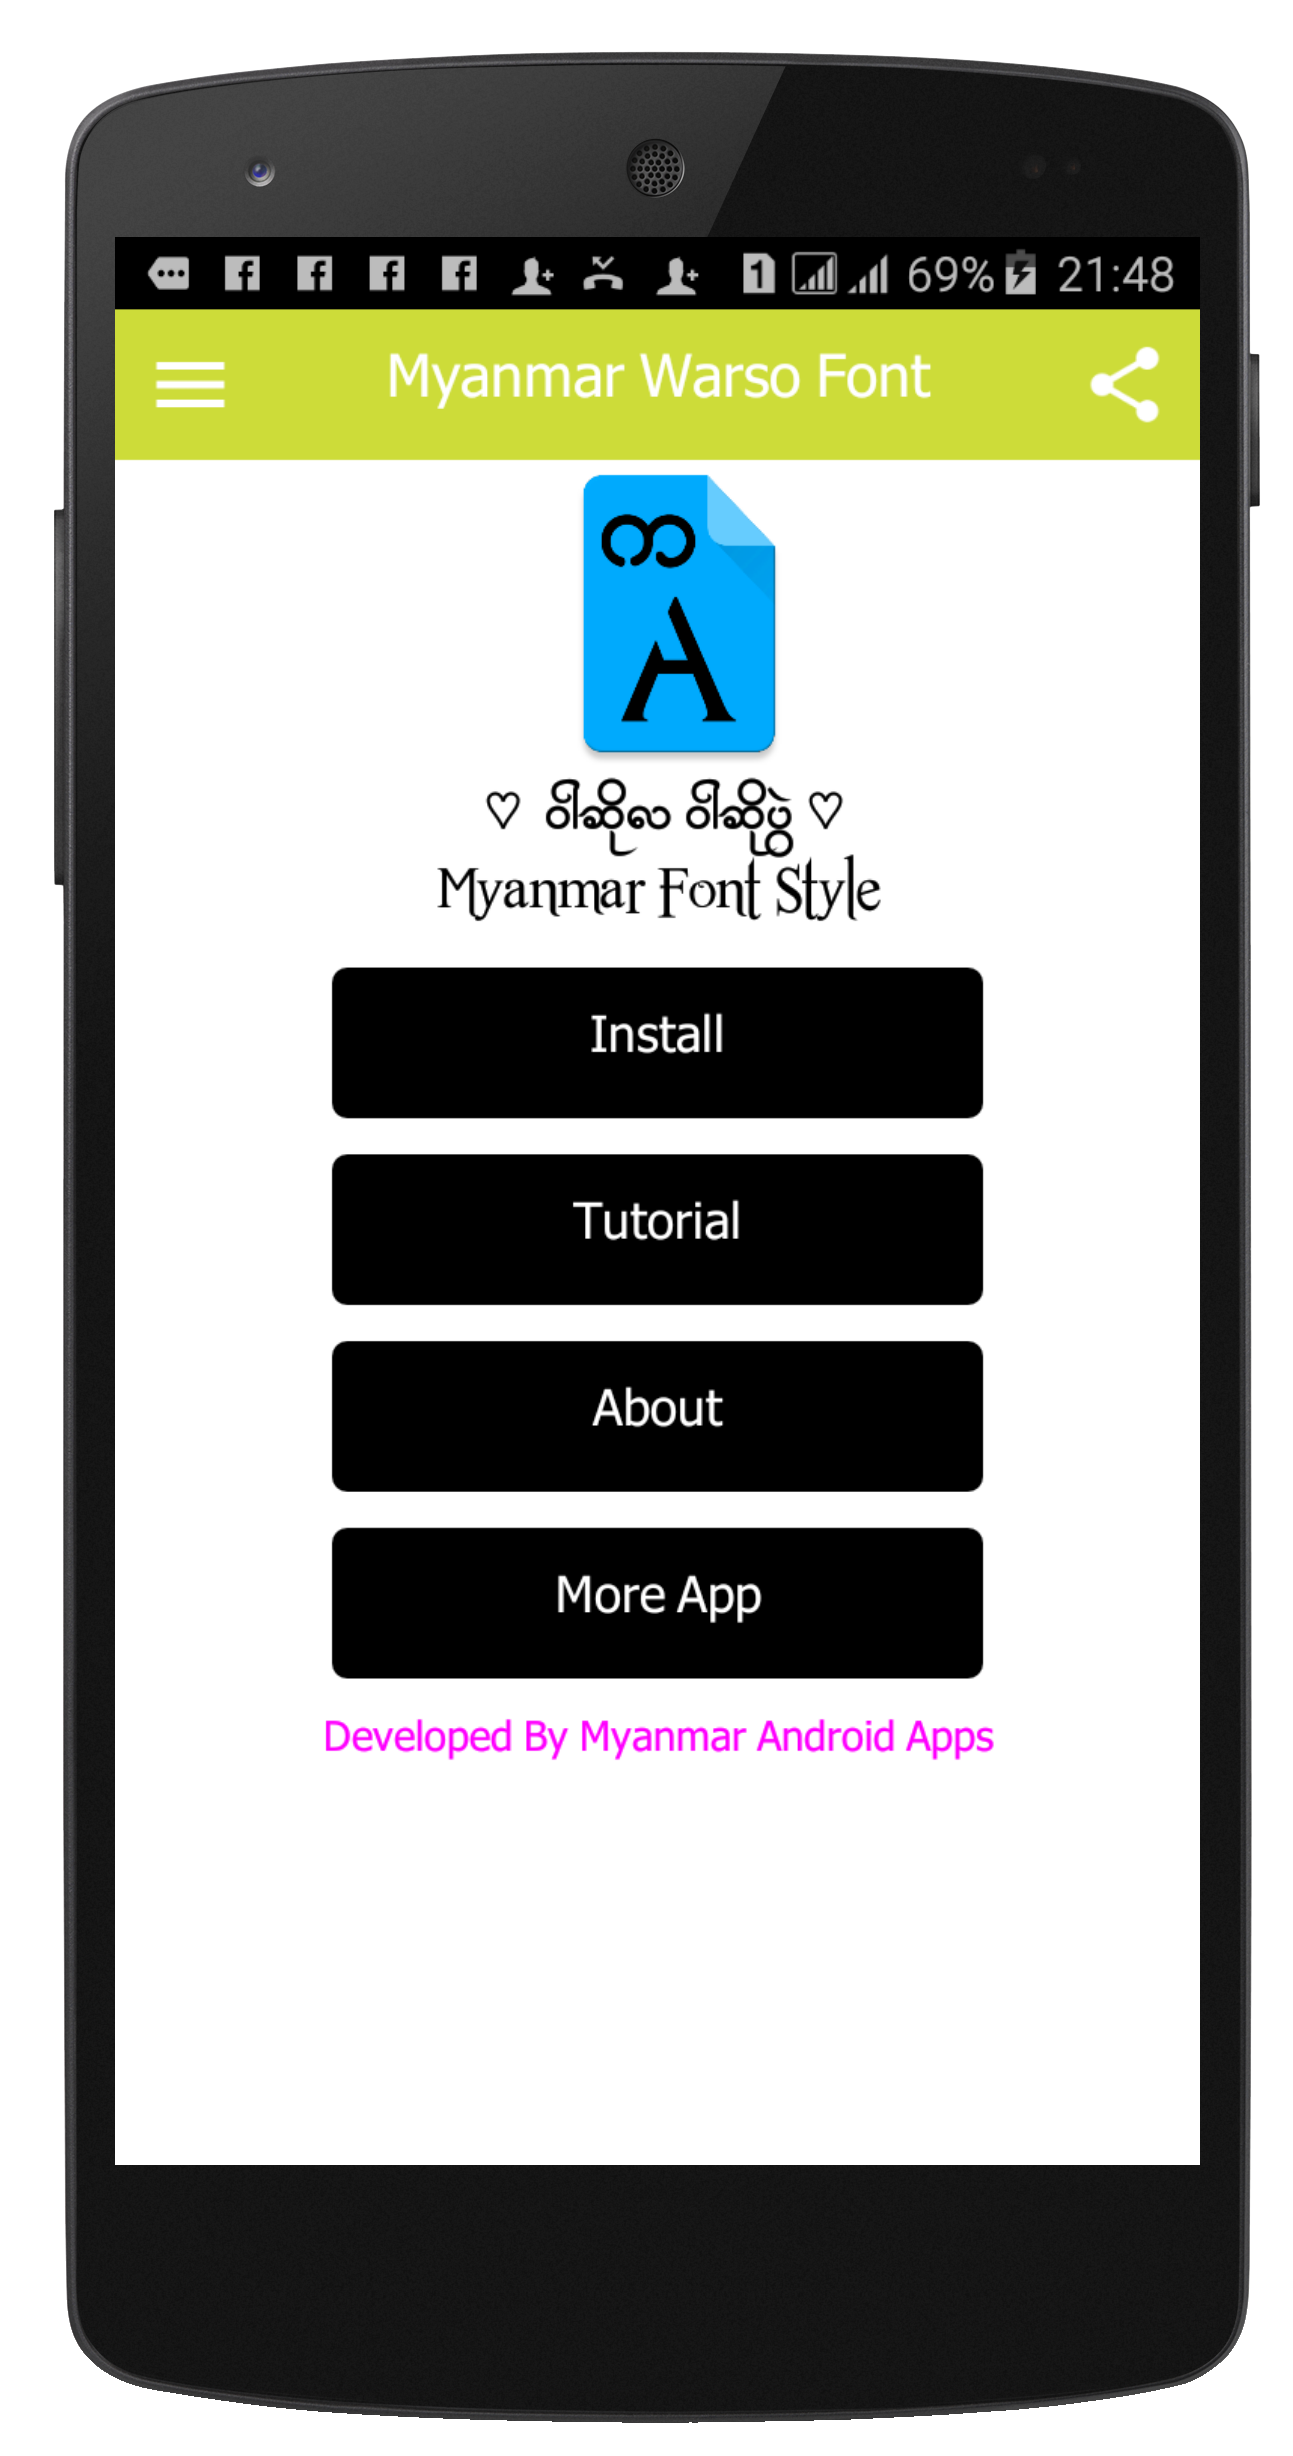 69% 21:48
Myanmar Warso Font
က
A
♡ ဝါဆိုလ ဝါဆိုပွဲ ♡
Myanmar Font Style
Install
Tutorial
About
More App
Developed By Myanmar Android Apps